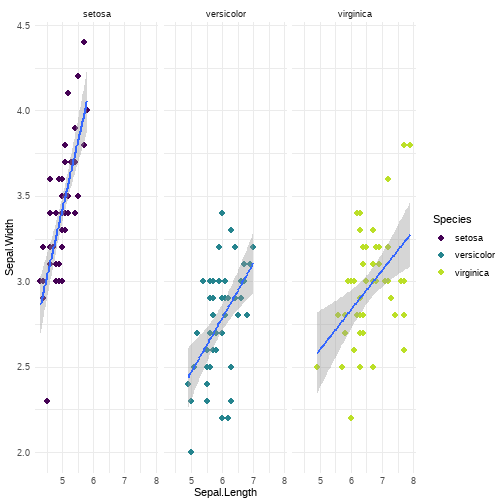 setosa versicolor virginica
4.5
4.0
3.5
3.0
2.5
2.0
Sepal.Width
5 6 7 8 5 6 7 8 5 6 7 8
Sepal.Length
Species
setosa
versicolor
virginica